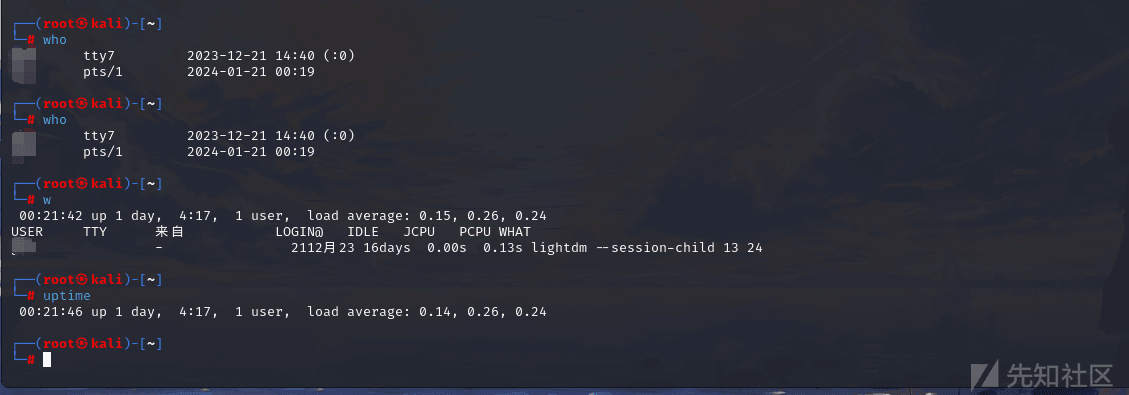 ┌──(root㉿kali)-[~]
└─# who
tty7 2023-12-21 14:40 (:0)
pts/1 2024-01-21 00:19
┌──(root㉿kali)-[~]
└─# who
tty7 2023-12-21 14:40 (:0)
pts/1 2024-01-21 00:19
┌──(root㉿kali)-[~]
└─# w
00:21:42 up 1 day, 4:17, 1 user, load average: 0.15, 0.26, 0.24
USER TTY 来自 LOGIN@ IDLE JCPU PCPU WHAT
- 2112月23 16days 0.00s 0.13s lightdm --session-child 13 24
┌──(root㉿kali)-[~]
└─# uptime
00:21:46 up 1 day, 4:17, 1 user, load average: 0.14, 0.26, 0.24
┌──(root㉿kali)-[~]
└─#
先知社区